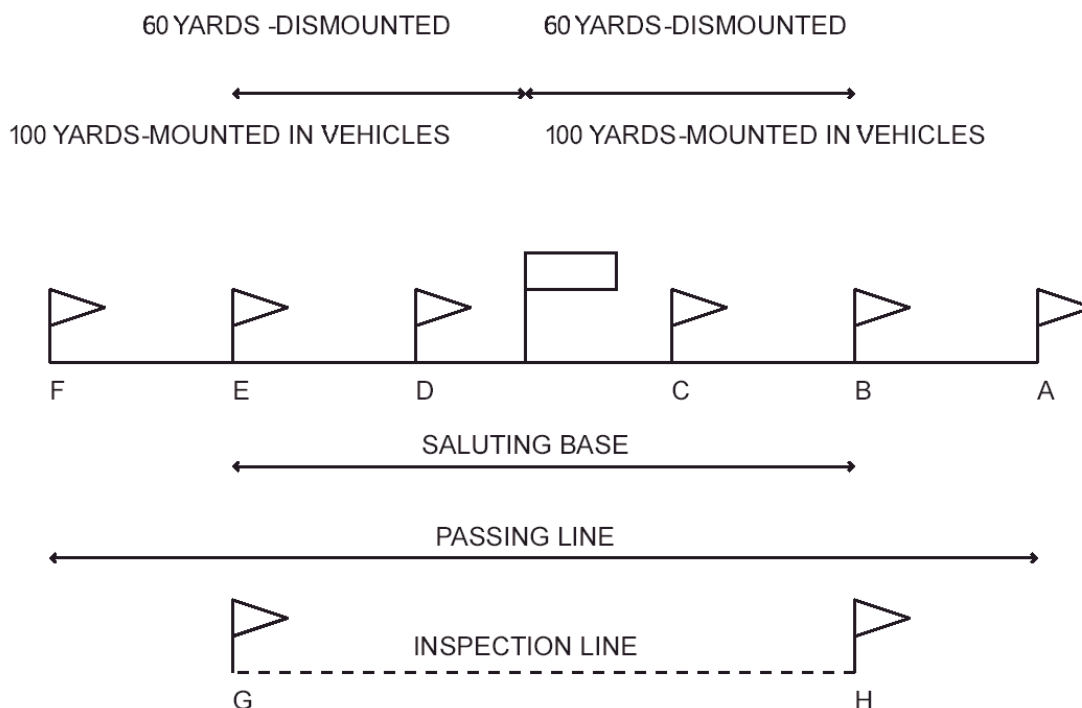 60 YARDS -DISMOUNTED 60 YARDS-DISMOUNTED
100 YARDS-MOUNTED IN VEHICLES 100 YARDS-MOUNTED IN VEHICLES
F E D C B A
SALUTING BASE
PASSING LINE
INSPECTION LINE
G H